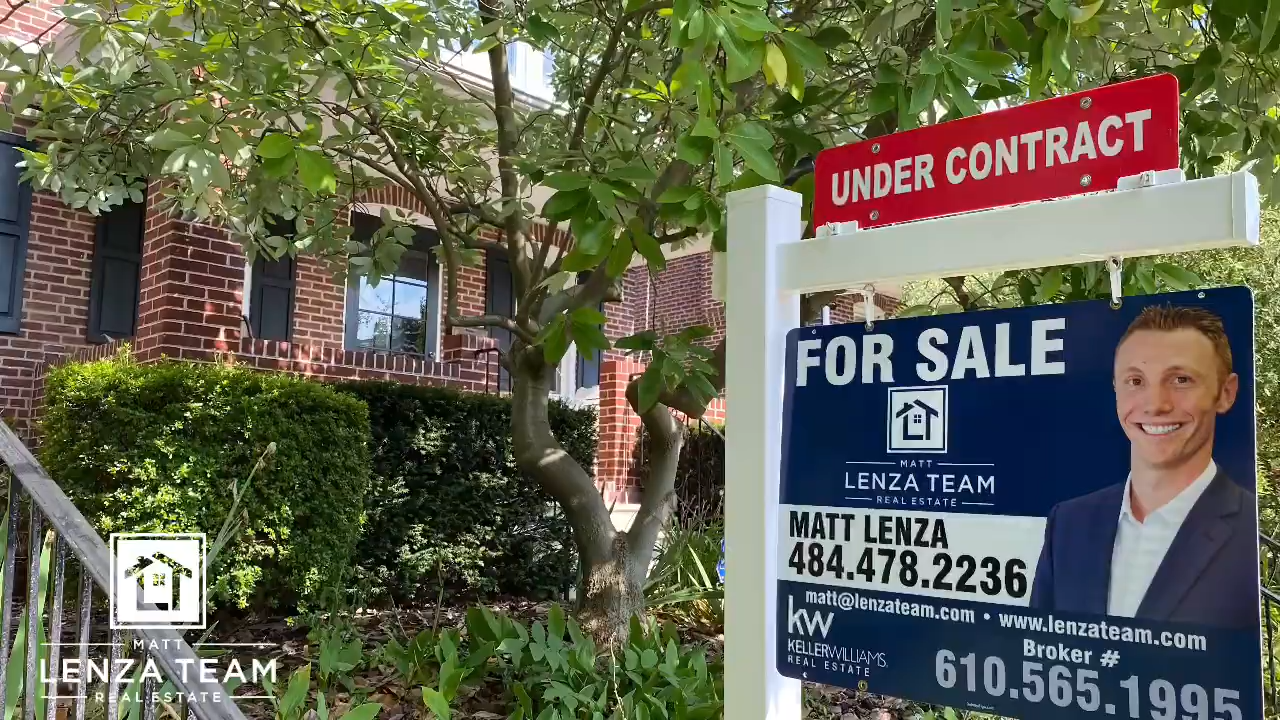 UNDER CONTRACT
FOR SALE
MATT
LENZA TEAM
REAL ESTATE
MATT LENZA
484.478.2236
matt@lenzateam.com • www.lenzateam.com
kw
KELLERWILLIAMS.
REAL ESTATE
Broker #
610.565.1995
MATT
LENZA TEAM
REAL ESTATE